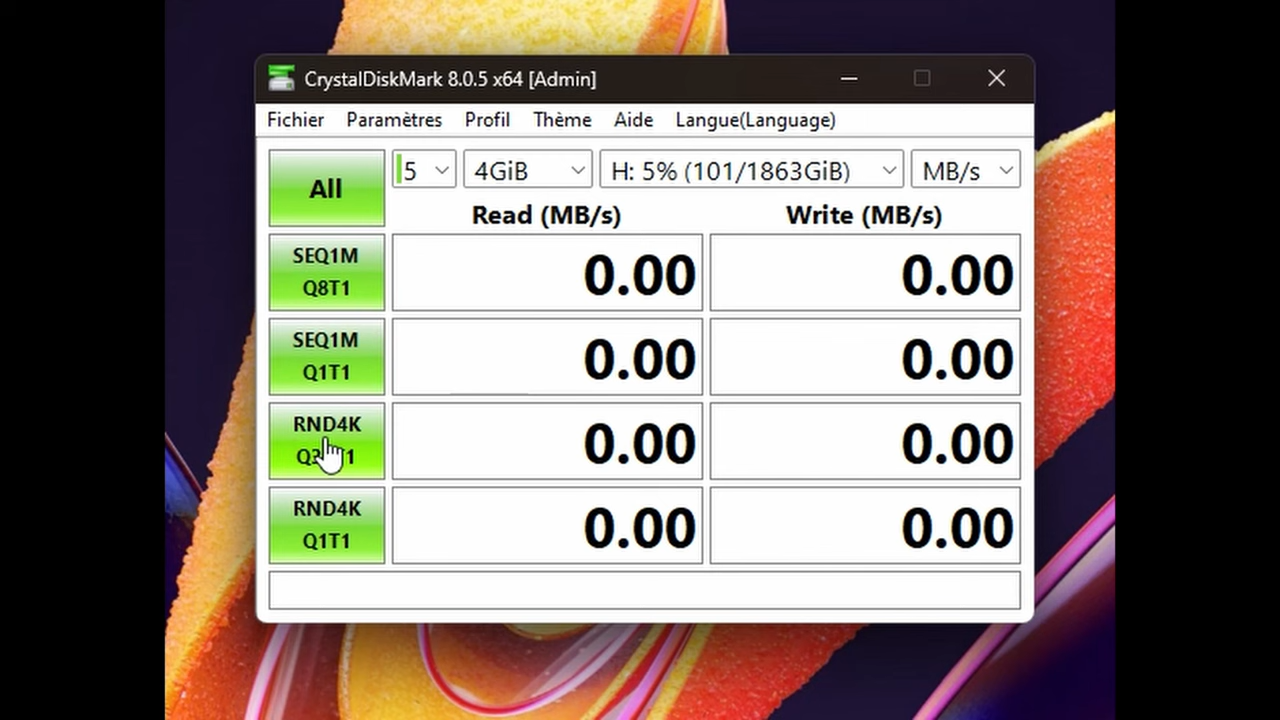 CrystalDiskMark 8.0.5 x64 [Admin]
Fichier Paramètres Profil Thème Aide Langue(Language)
All 5 4GiB H: 5% (101/1863GiB) MB/s
Read (MB/s) Write (MB/s)
SEQ1M
Q8T1 0.00 0.00
SEQ1M
Q1T1 0.00 0.00
RND4K
0.00 0.00
RND4K
Q1T1 0.00 0.00